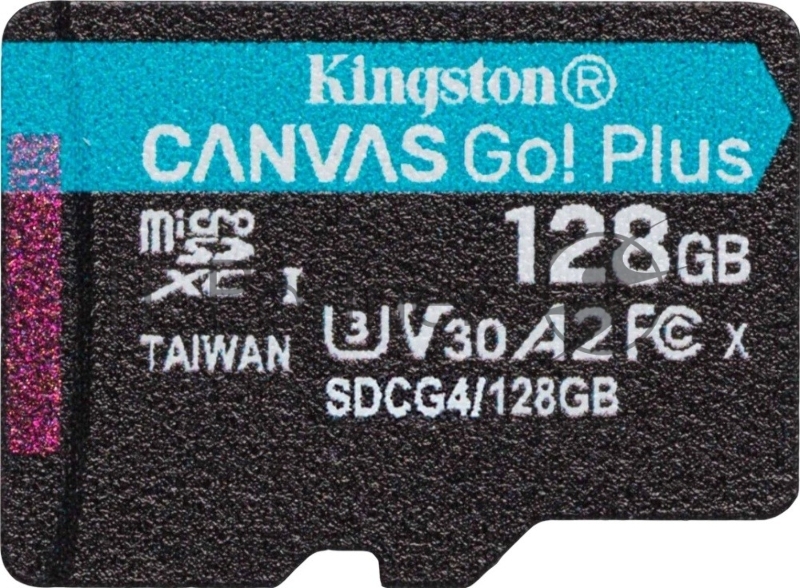 Kingston®
CANVAS Go! Plus
micro SD XC I
128GB
U3 V30 A2 FC X
TAIWAN
SDCG4/128GB